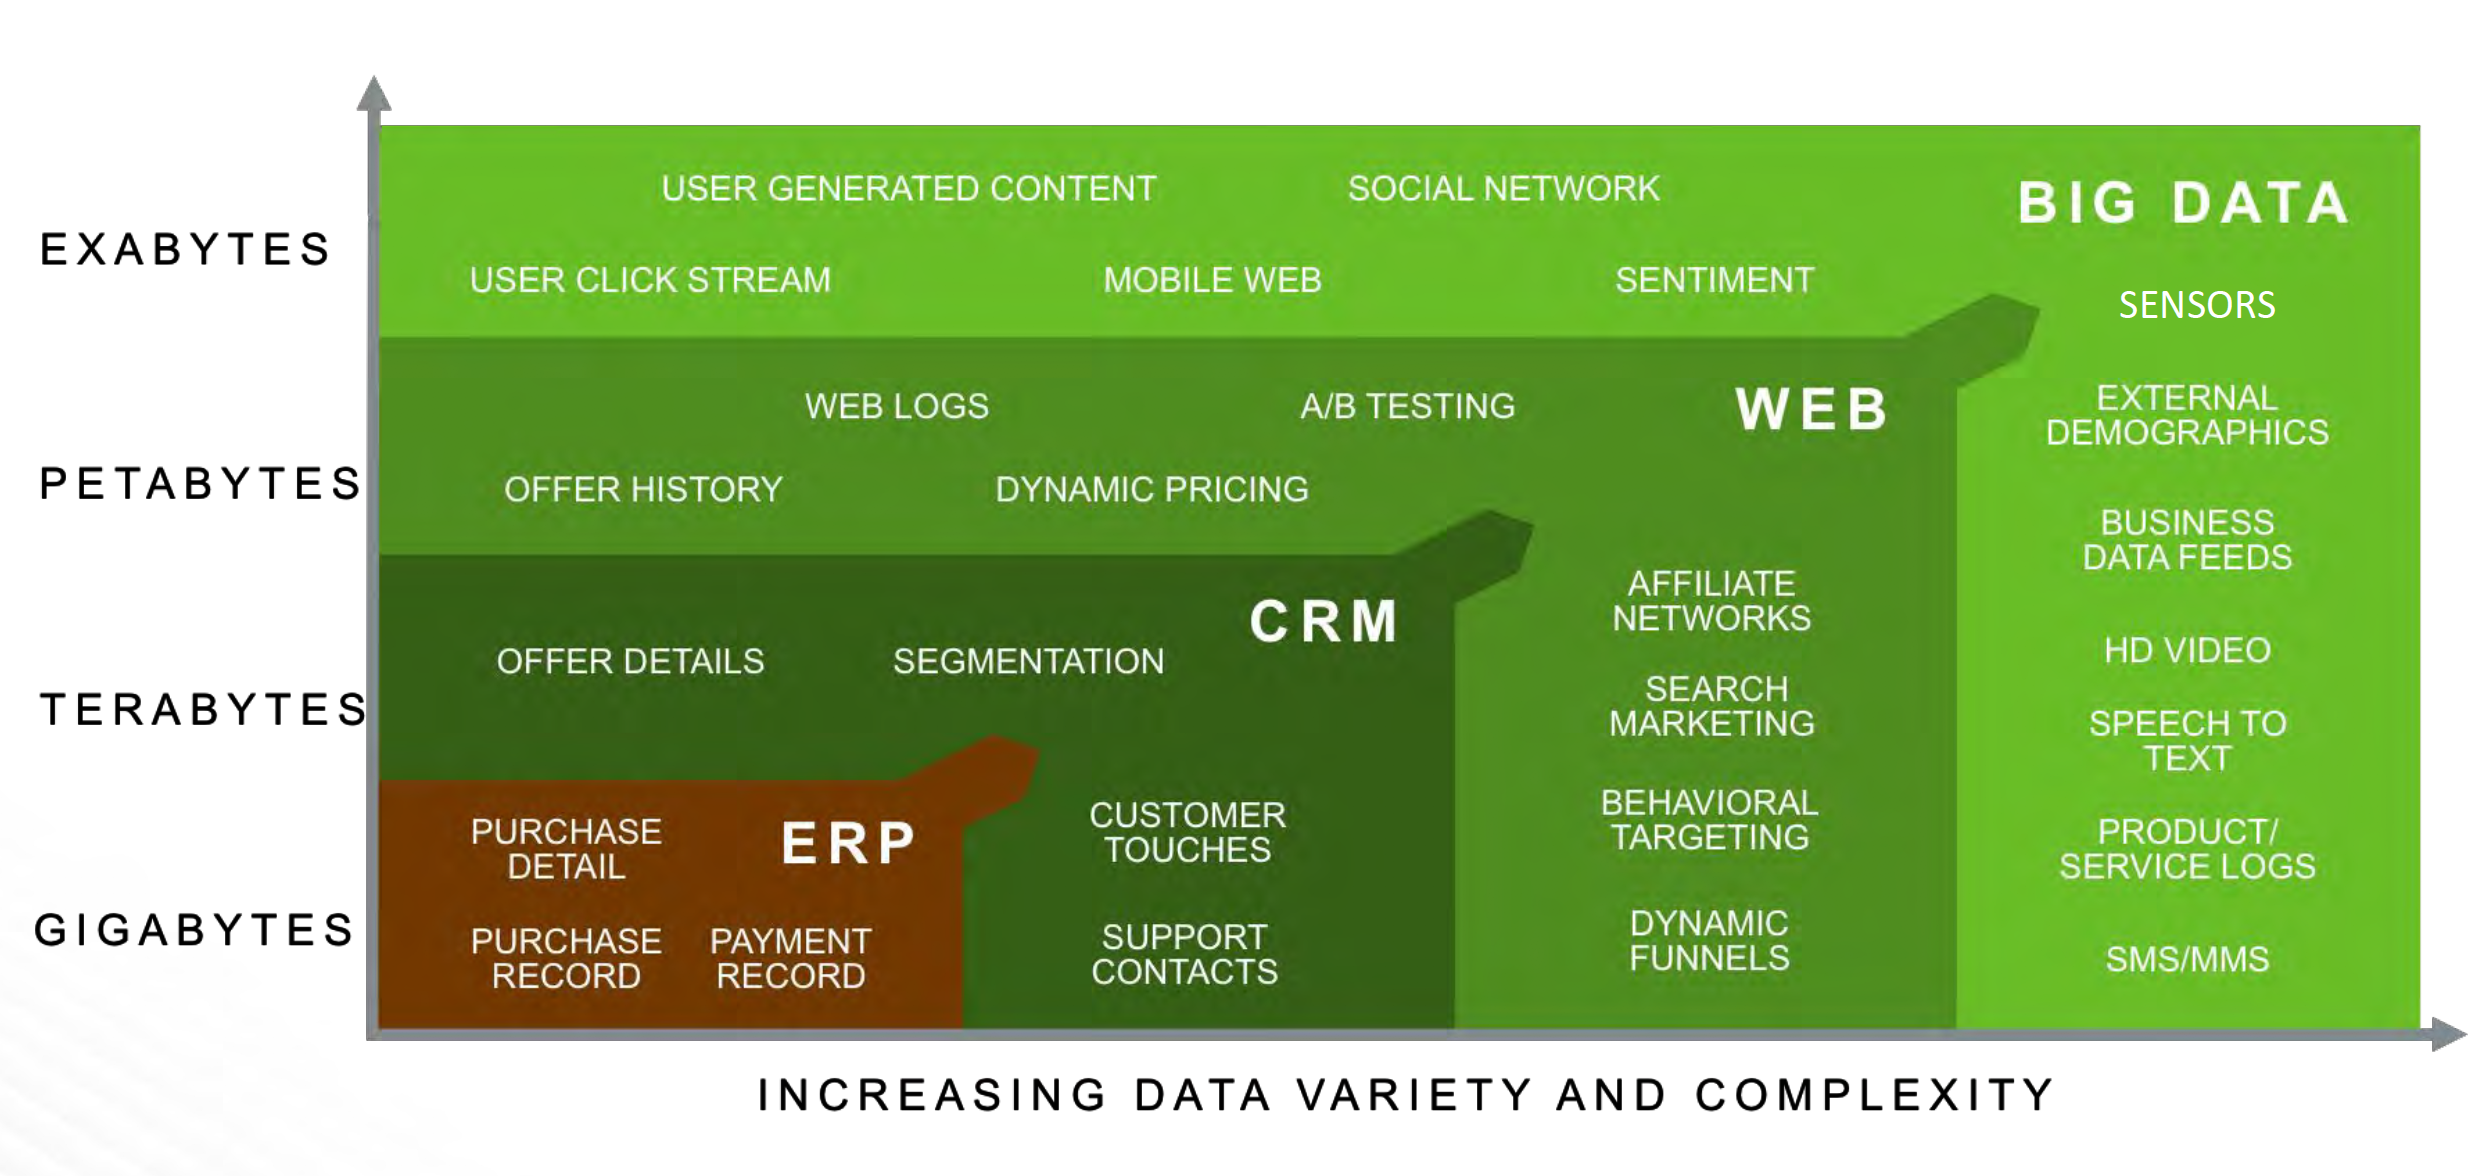 USER GENERATED CONTENT
SOCIAL NETWORK
BIG DATA
EXABYTES
USER CLICK STREAM
MOBILE WEB
SENTIMENT
SENSORS
WEB LOGS
A/B TESTING
WEB
EXTERNAL
DEMOGRAPHICS
PETABYTES
OFFER HISTORY
DYNAMIC PRICING
BUSINESS
DATA FEEDS
AFFILIATE
NETWORKS
CRM
HD VIDEO
OFFER DETAILS
SEGMENTATION
TERABYTES
SEARCH
MARKETING
SPEECH TO
TEXT
PURCHASE
DETAIL
ERP
CUSTOMER
TOUCHES
BEHAVIORAL
TARGETING
PRODUCT/
SERVICE LOGS
GIGABYTES
PURCHASE
RECORD
PAYMENT
RECORD
SUPPORT
CONTACTS
DYNAMIC
FUNNELS
SMS/MMS
INCREASING DATA VARIETY AND COMPLEXITY